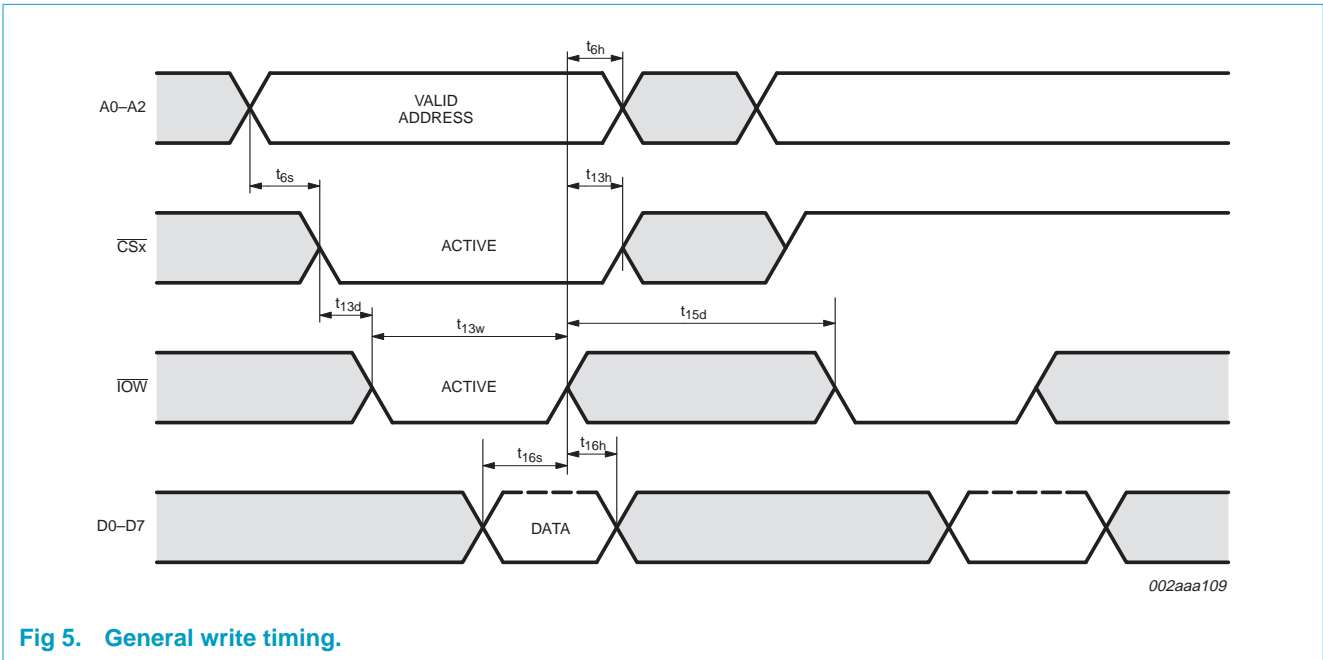 t6h
A0–A2
VALID
ADDRESS
t6s
t13h
CSx
ACTIVE
t13d
t13w
t15d
IOW
ACTIVE
t16s
t16h
D0–D7
DATA
002aaa109
Fig 5. General write timing.